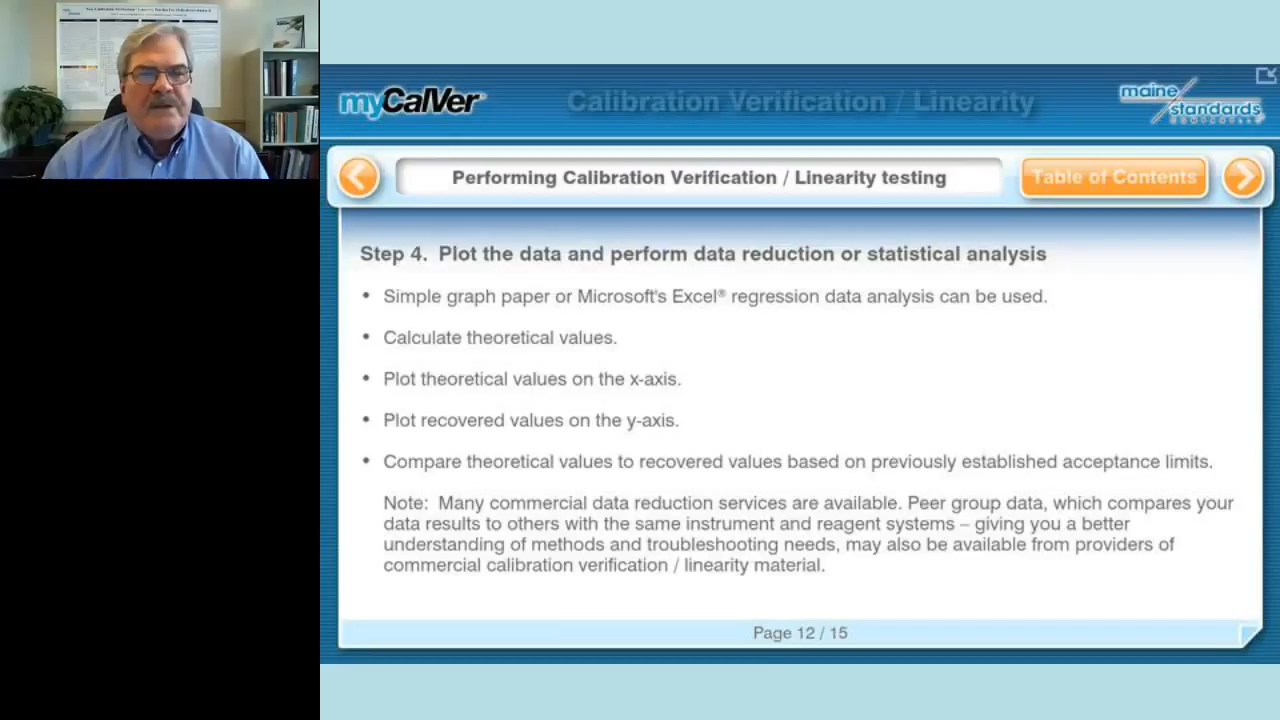 myCalVer
Calibration Verification / Linearity
maine
standards
Performing Calibration Verification / Linearity testing
Table of Contents
Step 4. Plot the data and perform data reduction or statistical analysis
• Simple graph paper or Microsoft's Excel® regression data analysis can be used.
• Calculate theoretical values.
• Plot theoretical values on the x-axis.
• Plot recovered values on the y-axis.
• Compare theoretical values to recovered values based on previously established acceptance limits.
Note: Many commercial data reduction services are available. Peer group data, which compares your
data results to others with the same instrument and reagent systems – giving you a better
understanding of methods and troubleshooting needs, may also be available from providers of
commercial calibration verification / linearity material.
Page 12 / 15